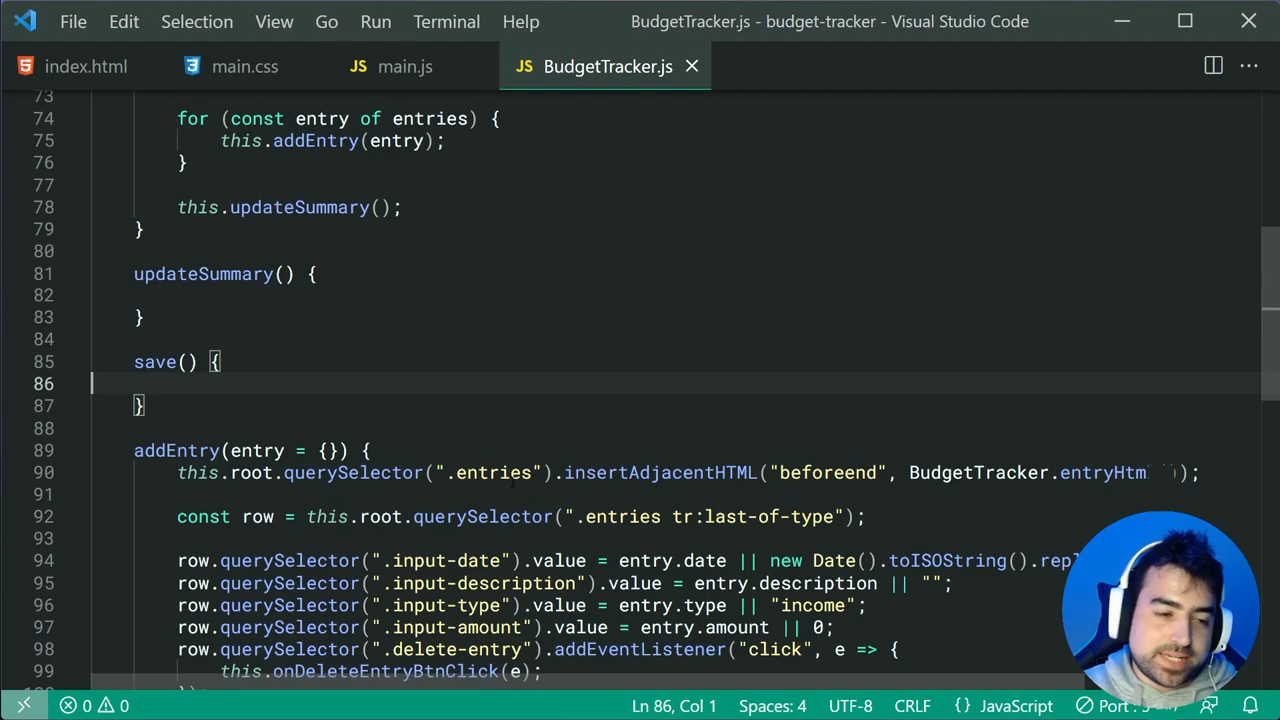 File Edit Selection View Go Run Terminal Help BudgetTracker.js - budget-tracker - Visual Studio Code
index.html main.css JS main.js JS BudgetTracker.js
73
74 for (const entry of entries) {
75 this.addEntry(entry);
76 }
77
78 this.updateSummary();
79 }
80
81 updateSummary() {
82
83 }
84
85 save() {
86
87 }
88
89 addEntry(entry = {}) {
90 this.root.querySelector(".entries").insertAdjacentHTML("beforeend", BudgetTracker.entryHtm ());
91
92 const row = this.root.querySelector(".entries tr:last-of-type");
93
94 row.querySelector(".input-date").value = entry.date || new Date().toISOString().repl
95 row.querySelector(".input-description").value = entry.description || "";
96 row.querySelector(".input-type").value = entry.type || "income";
97 row.querySelector(".input-amount").value = entry.amount || 0;
98 row.querySelector(".delete-entry").addEventListener("click", e => {
99 this.onDeleteEntryBtnClick(e);
});
0 0 Ln 86, Col 1 Spaces: 4 UTF-8 CRLF {} JavaScript Port :